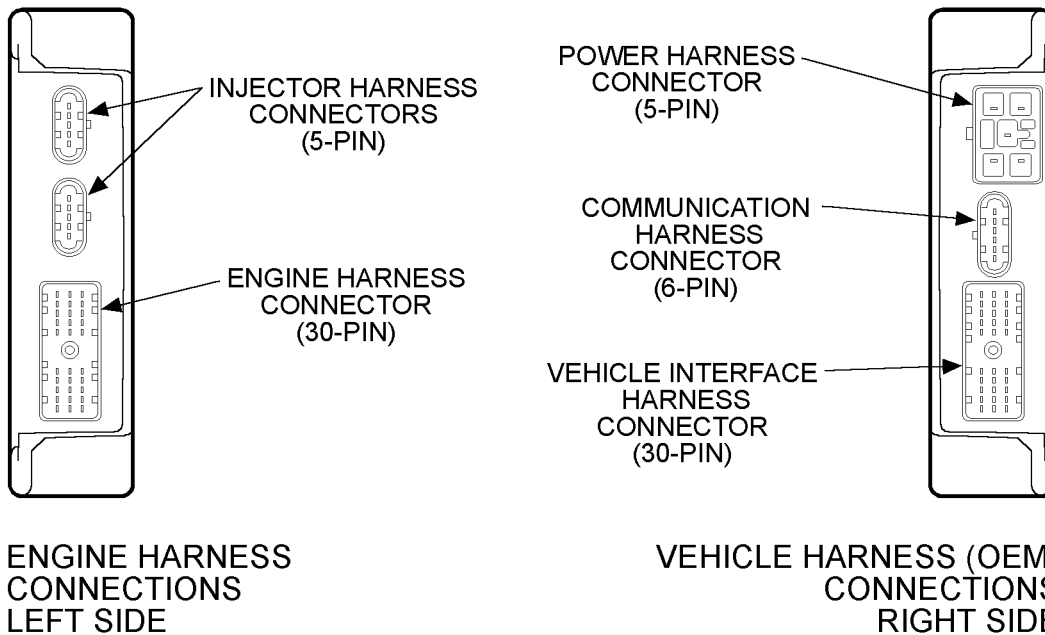 INJECTOR HARNESS
CONNECTORS
(5-PIN)
ENGINE HARNESS
CONNECTOR
(30-PIN)
POWER HARNESS
CONNECTOR
(5-PIN)
COMMUNICATION
HARNESS
CONNECTOR
(6-PIN)
VEHICLE INTERFACE
HARNESS
CONNECTOR
(30-PIN)
ENGINE HARNESS
CONNECTIONS
LEFT SIDE
VEHICLE HARNESS (OEM
CONNECTIONS
RIGHT SIDE